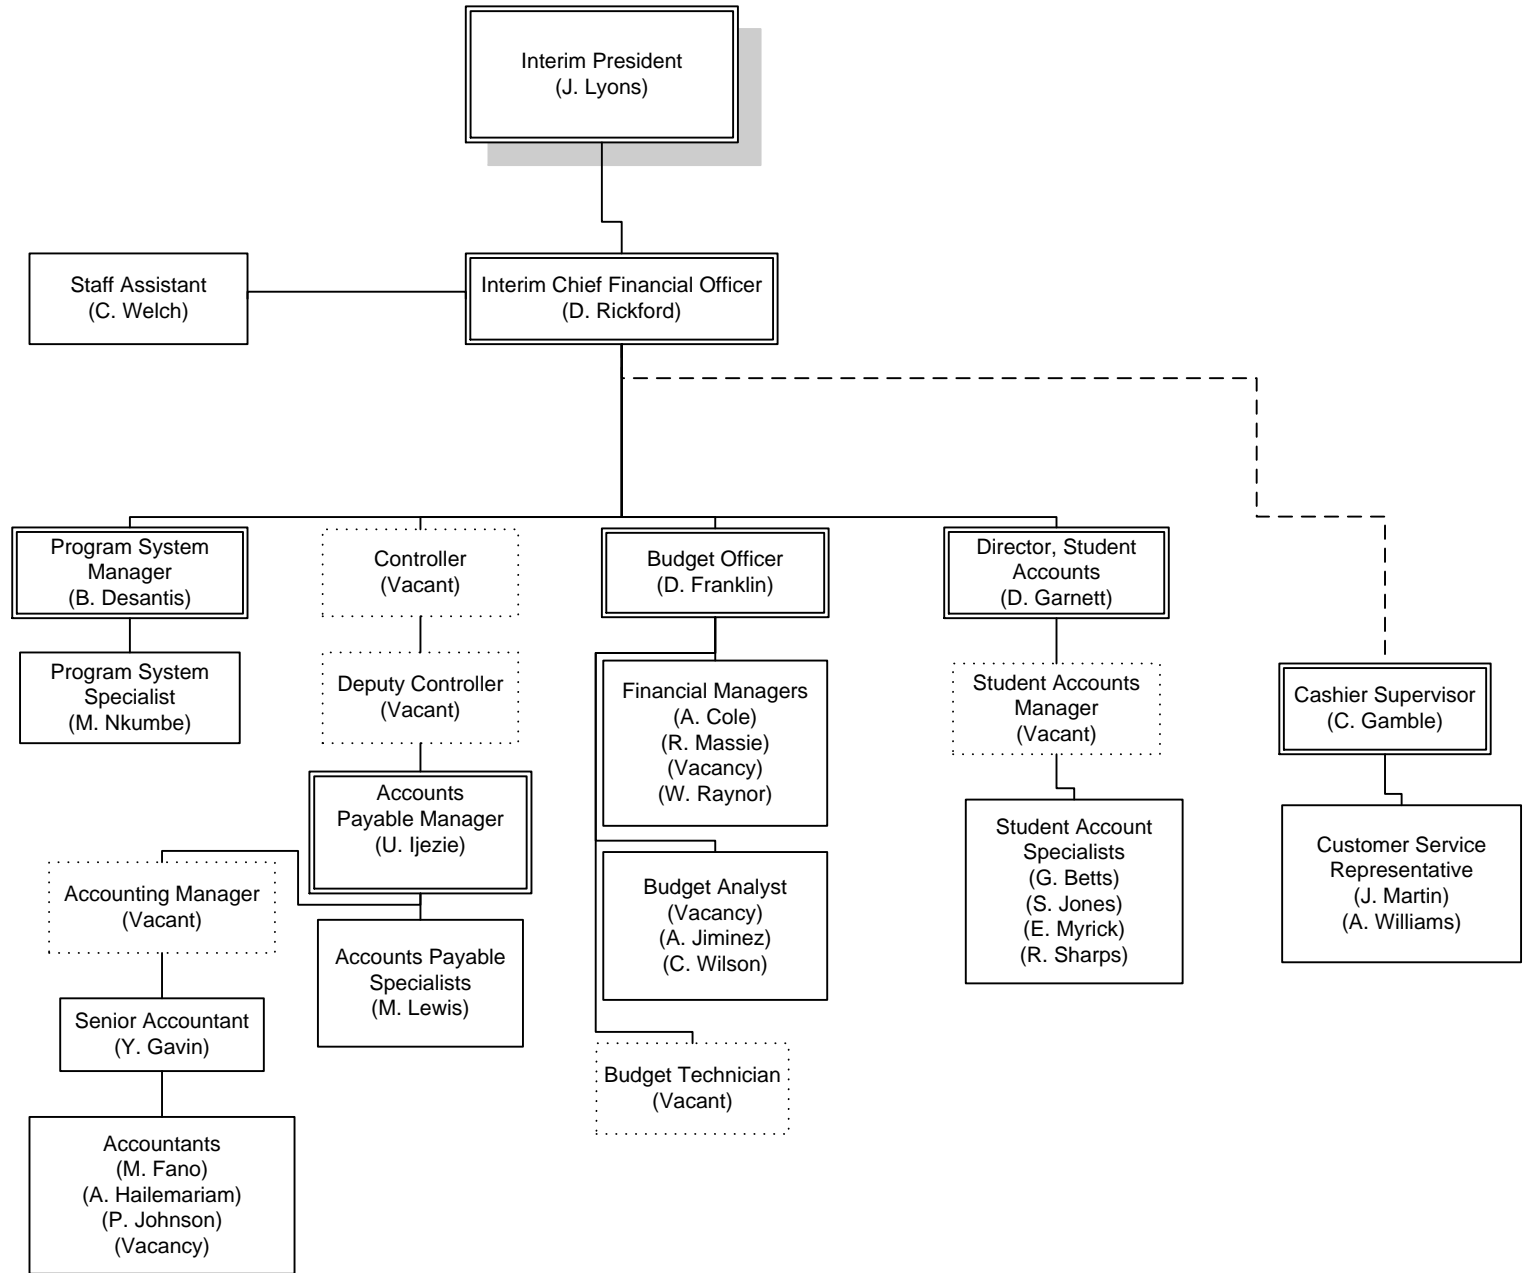 Interim President
(J. Lyons)
Staff Assistant
(C. Welch)
Interim Chief Financial Officer
(D. Rickford)
Program System
Manager
(B. Desantis)
Controller
(Vacant)
Budget Officer
(D. Franklin)
Director, Student
Accounts
(D. Garnett)
Program System
Specialist
(M. Nkumbe)
Deputy Controller
(Vacant)
Financial Managers
(A. Cole)
(R. Massie)
(Vacancy)
(W. Raynor)
Student Accounts
Manager
(Vacant)
Cashier Supervisor
(C. Gamble)
Accounts
Payable Manager
(U. Ijezie)
Student Account
Specialists
(G. Betts)
(S. Jones)
(E. Myrick)
(R. Sharps)
Customer Service
Representative
(J. Martin)
(A. Williams)
Accounting Manager
(Vacant)
Budget Analyst
(Vacancy)
(A. Jiminez)
(C. Wilson)
Accounts Payable
Specialists
(M. Lewis)
Senior Accountant
(Y. Gavin)
Budget Technician
(Vacant)
Accountants
(M. Fano)
(A. Hailemariam)
(P. Johnson)
(Vacancy)